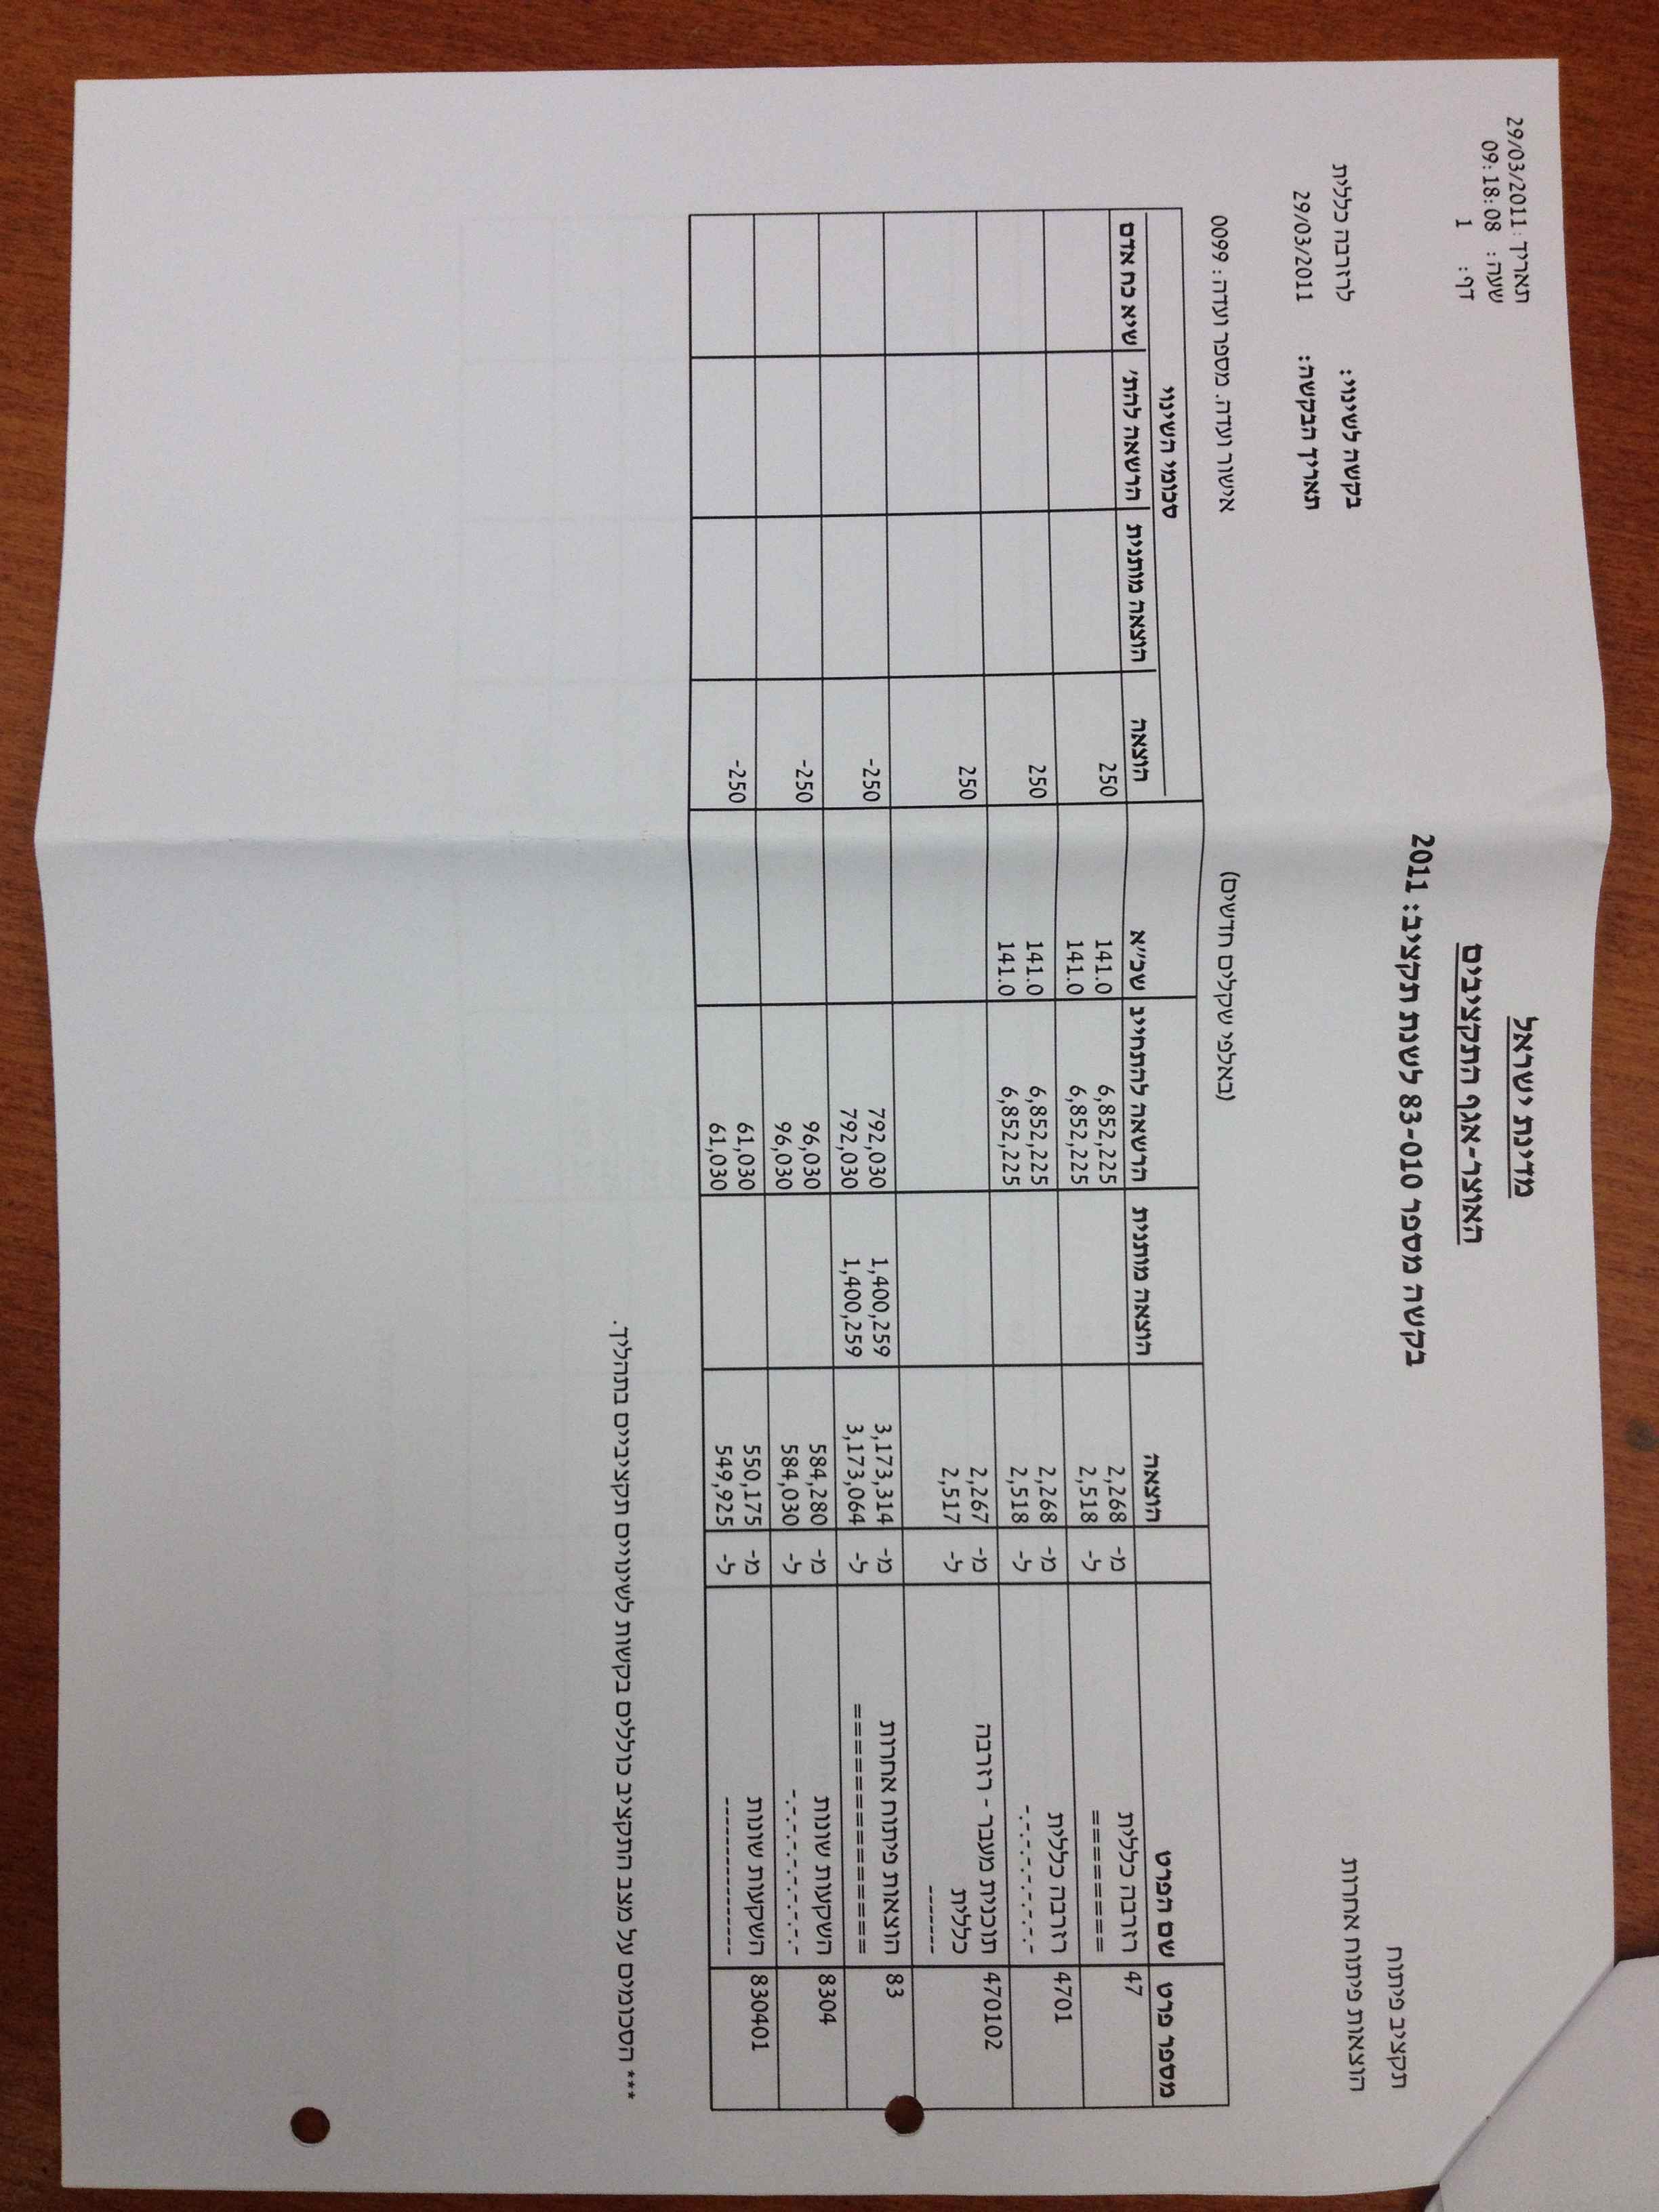 מדינת ישראל
האוצר-אגף התקציבים
בקשה מספר 83-010 לשנת תקציב: 2011
תאריך: 29/03/2011
שעה: 09:18:08
דף: 1
תקציב פיתוח
הוצאות פיתוח אחרות
בקשה לשינוי: לרזרבה כללית
תאריך הבקשה: 29/03/2011
(באלפי שקלים חדשים)
אישור ועדה. מספר ועדה: 0099
סכומי השינוי
מספר פרט שם הפרט הוצאה הוצאה מותנית הרשאה להתחייב שכ״א הוצאה הוצאה מותנית הרשאה להת' שיא כח אדם
47 רזרבה כללית מ- 2,268 6,852,225 141.0 250
======= ל- 2,518 6,852,225 141.0
4701 רזרבה כללית מ- 2,268 6,852,225 141.0 250
-.-.-.-.-.-.- ל- 2,518 6,852,225 141.0
470102 תוכנית מעבר - רזרבה מ- 2,267 250
כללית ל- 2,517
-------
83 הוצאות פיתוח אחרות מ- 3,173,314 1,400,259 792,030 -250
============= ל- 3,173,064 1,400,259 792,030
8304 השקעות שונות מ- 584,280 96,030 -250
-.-.-.-.-.-.-.- ל- 584,030 96,030
830401 השקעות שונות מ- 550,175 61,030 -250
------------- ל- 549,925 61,030
*** הסכומים על מצב התקציב כוללים בקשות לשינויים תקציביים בתהליך.